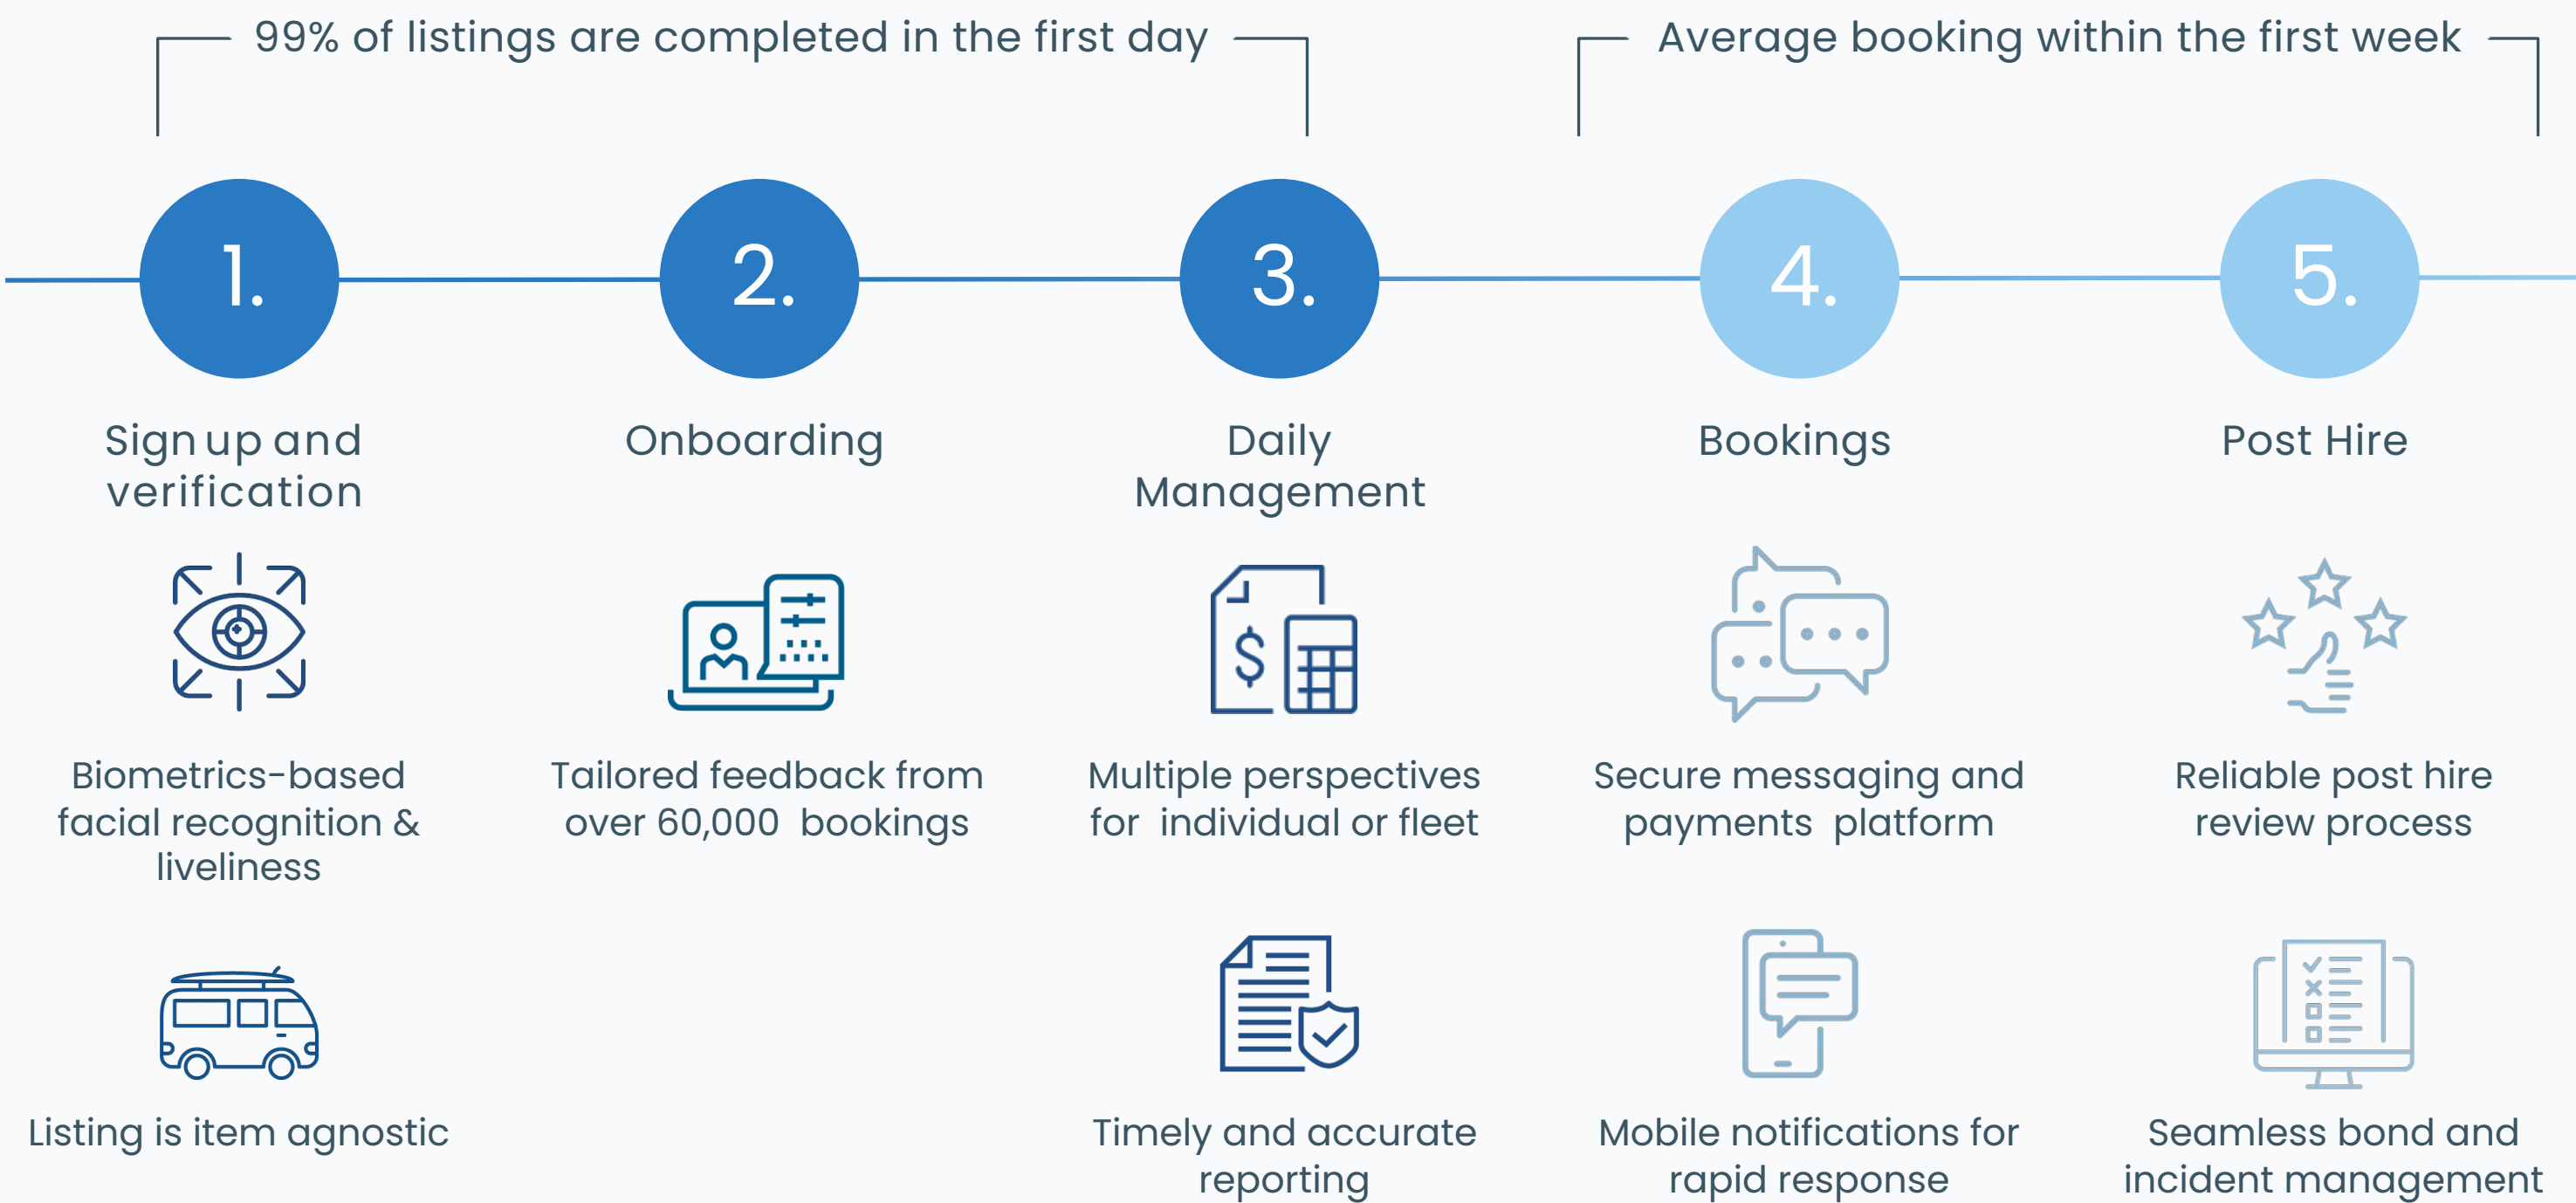 99% of listings are completed in the first day
Average booking within the first week
1.
2.
3.
4.
5.
Sign up and
verification
Onboarding
Daily
Management
Bookings
Post Hire
$
Biometrics-based
facial recognition &
liveliness
Tailored feedback from
over 60,000 bookings
Multiple perspectives
for individual or fleet
Secure messaging and
payments platform
Reliable post hire
review process
Listing is item agnostic
Timely and accurate
reporting
Mobile notifications for
rapid response
Seamless bond and
incident management